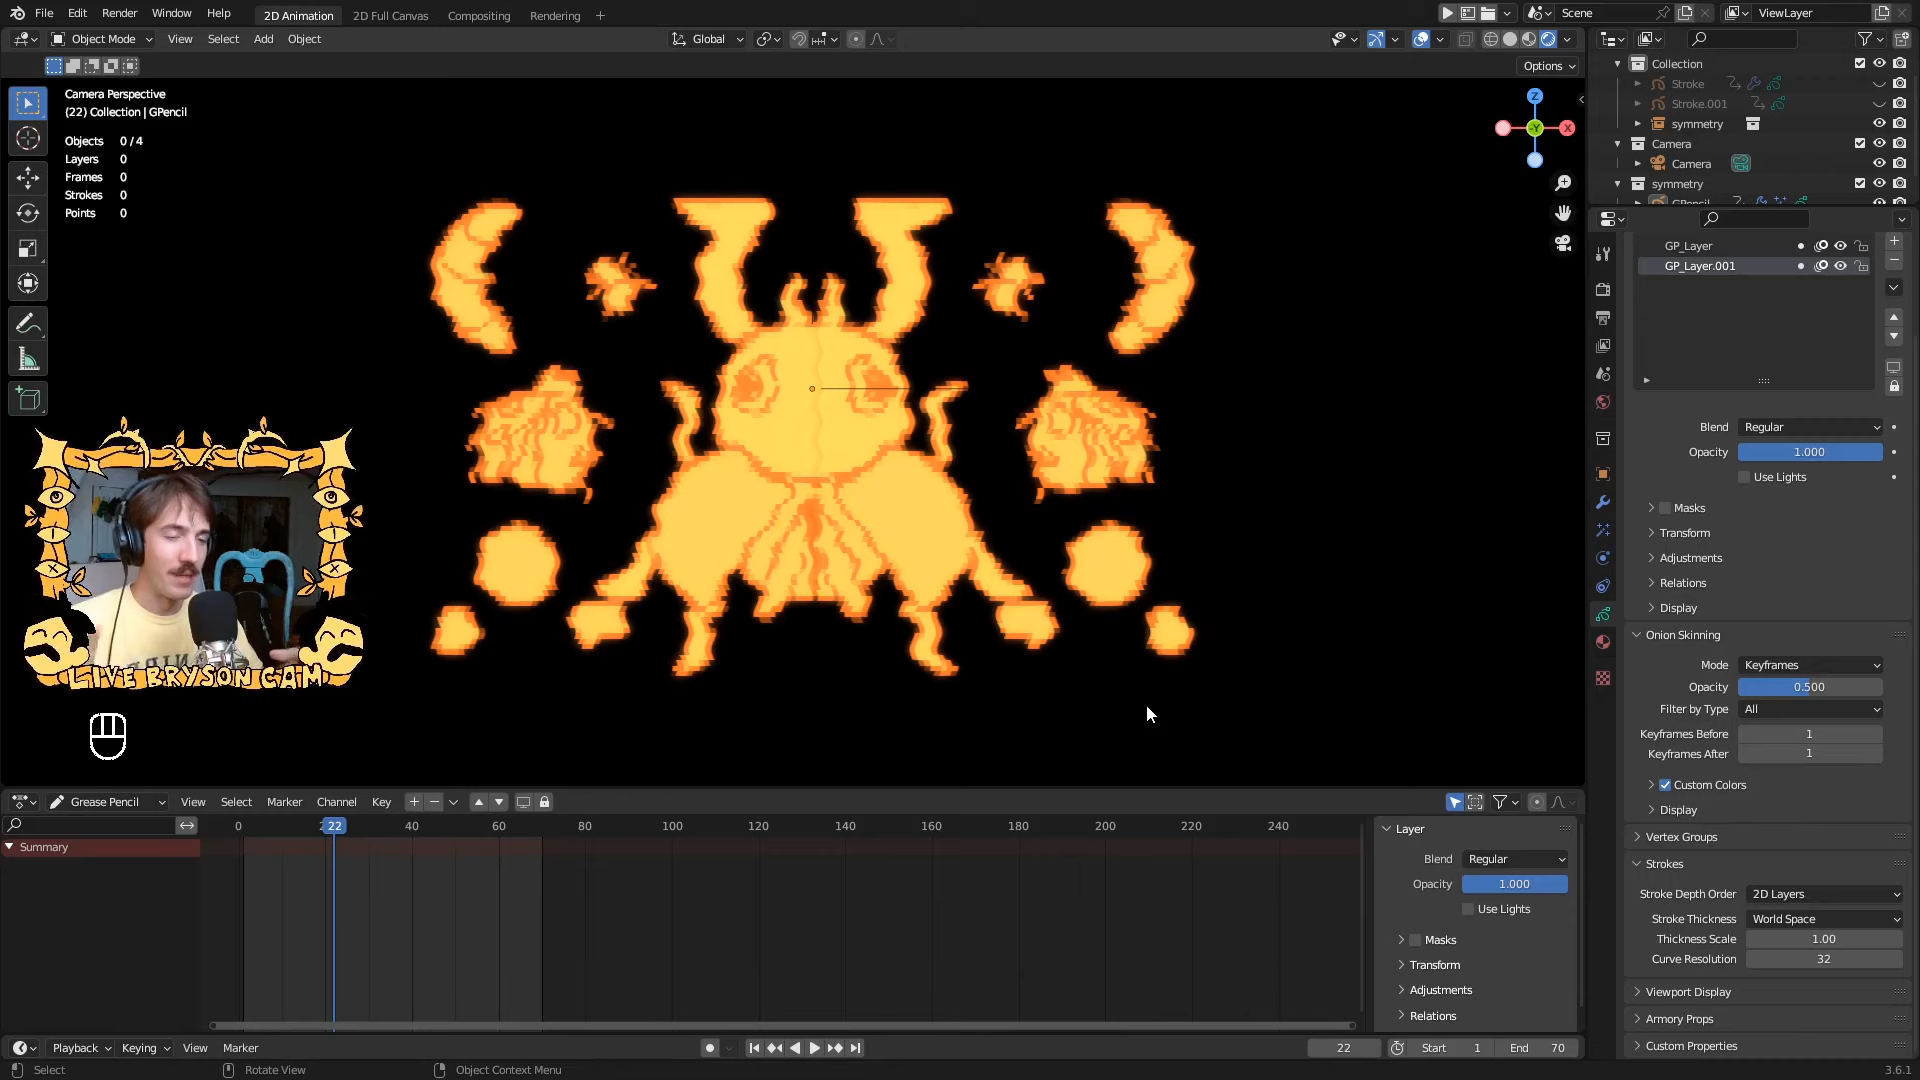 File Edit Render Window Help 2D Animation 2D Full Canvas Compositing Rendering + Scene ViewLayer
Object Mode View Select Add Object Global
Options
Camera Perspective
(22) Collection | GPencil
Objects 0 / 4
Layers 0
Frames 0
Strokes 0
Points 0
Z
-Y
X
Collection
Stroke
Stroke.001
symmetry
Camera
Camera
symmetry
GPencil
GP_Layer
GP_Layer.001
Blend Regular
Opacity 1.000
Use Lights
Masks
Transform
Adjustments
Relations
Display
Onion Skinning
Mode Keyframes
Opacity 0.500
Filter by Type All
Keyframes Before 1
Keyframes After 1
Custom Colors
Display
Vertex Groups
Strokes
Stroke Depth Order 2D Layers
Stroke Thickness World Space
Thickness Scale 1.00
Curve Resolution 32
Viewport Display
Armory Props
Custom Properties
LIVE BRYSON CAM
Grease Pencil View Select Marker Channel Key
0 22 40 60 80 100 120 140 160 180 200 220 240
Summary
Layer
Blend Regular
Opacity 1.000
Use Lights
Masks
Transform
Adjustments
Relations
Playback Keying View Marker 22 Start 1 End 70
Select Rotate View Object Context Menu 3.6.1